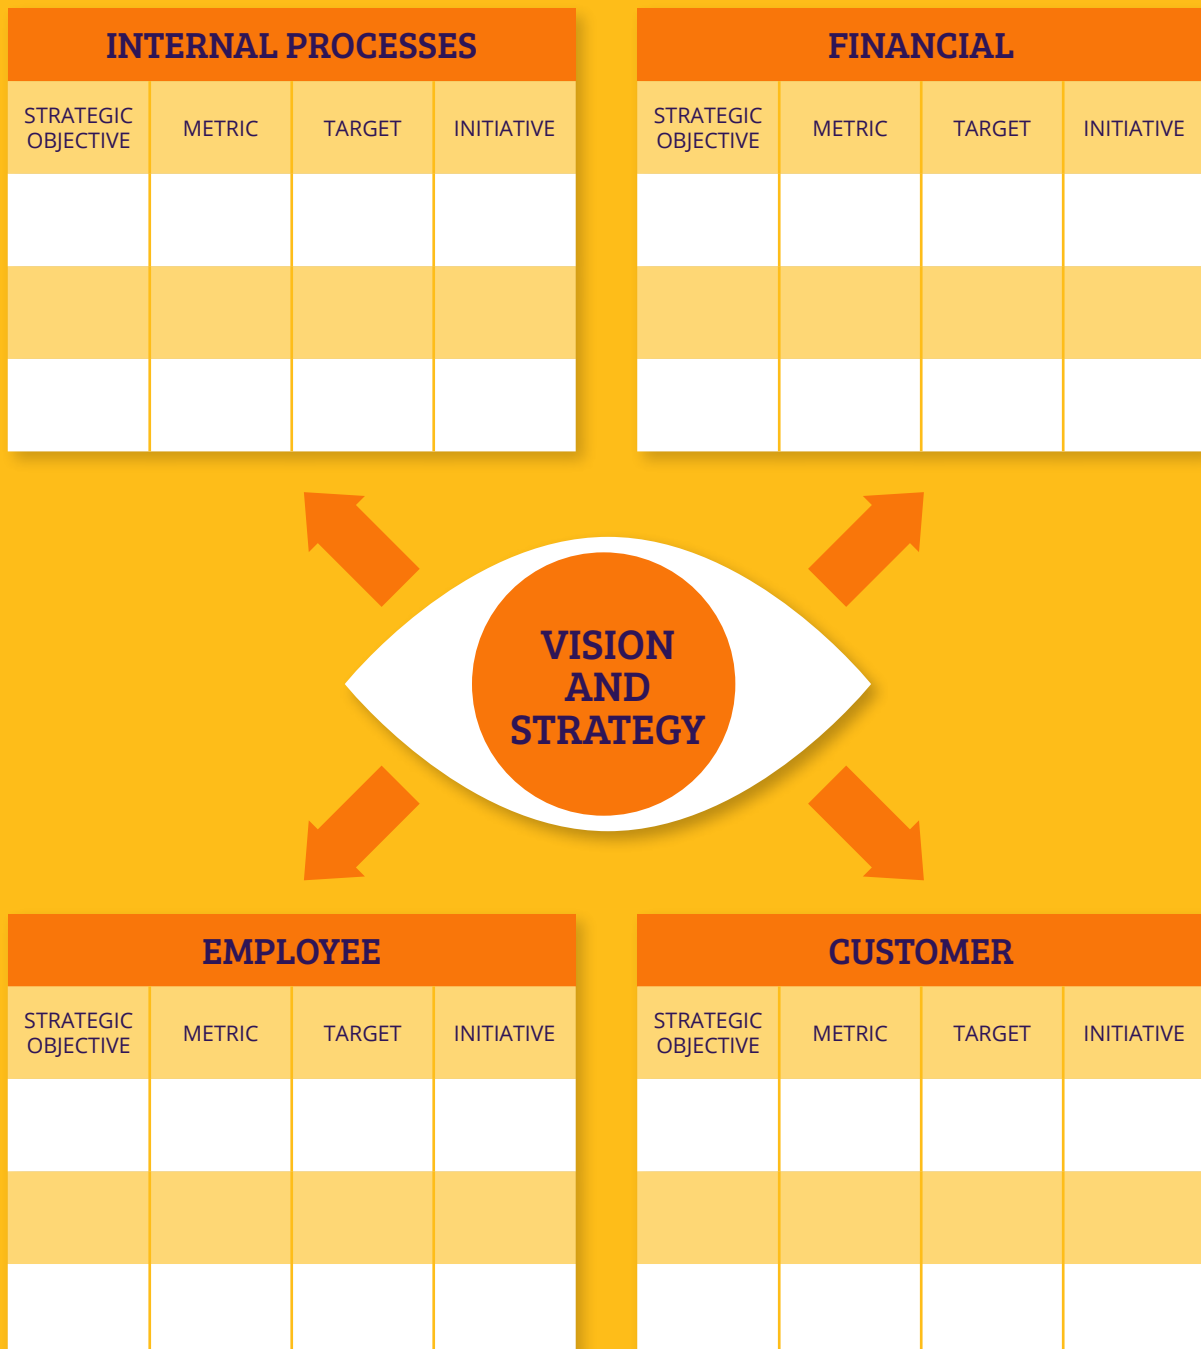 INTERNAL PROCESSES
STRATEGIC
OBJECTIVE
METRIC
TARGET
INITIATIVE
FINANCIAL
STRATEGIC
OBJECTIVE
METRIC
TARGET
INITIATIVE
VISION
AND
STRATEGY
EMPLOYEE
STRATEGIC
OBJECTIVE
METRIC
TARGET
INITIATIVE
CUSTOMER
STRATEGIC
OBJECTIVE
METRIC
TARGET
INITIATIVE